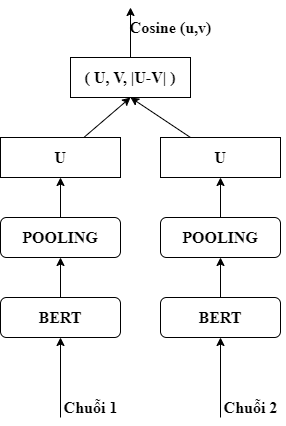 Cosine (u,v)
( U, V, |U-V| )
U
U
POOLING
POOLING
BERT
BERT
Chuỗi 1
Chuỗi 2